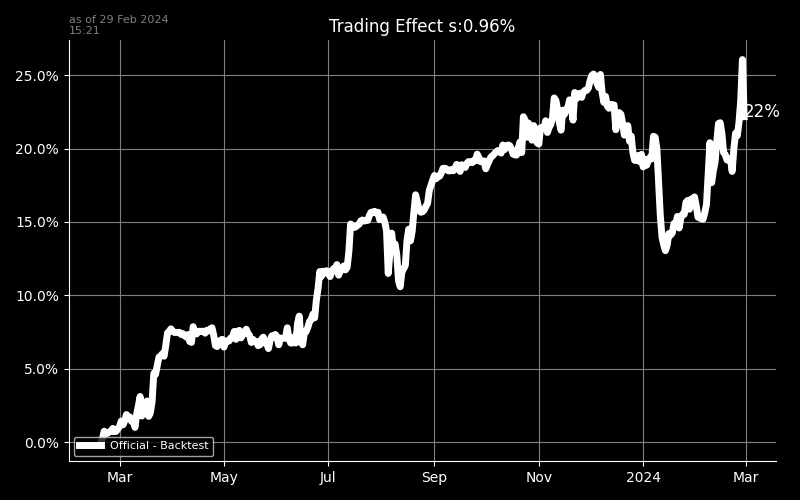 as of 29 Feb 2024
15:21
Trading Effect s:0.96%
25.0%
20.0%
15.0%
10.0%
5.0%
0.0%
22%
Official - Backtest
Mar
May
Jul
Sep
Nov
2024
Mar